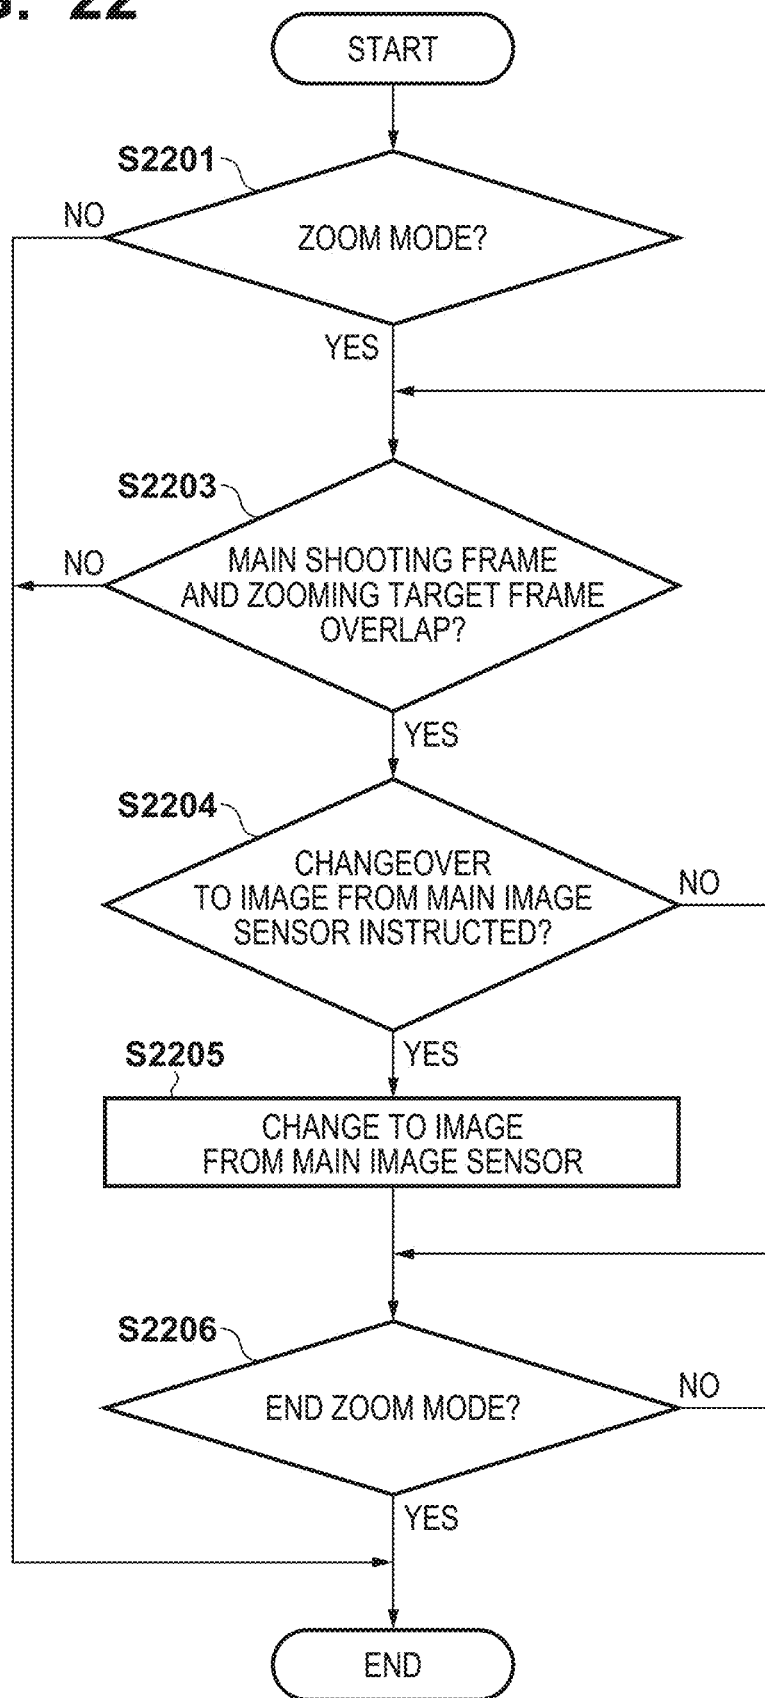 22
START
S2201
NO
ZOOM MODE?
YES
S2203
NO
MAIN SHOOTING FRAME
AND ZOOMING TARGET FRAME
OVERLAP?
YES
S2204
CHANGEOVER
TO IMAGE FROM MAIN IMAGE
SENSOR INSTRUCTED?
NO
YES
S2205
CHANGE TO IMAGE
FROM MAIN IMAGE SENSOR
S2206
END ZOOM MODE?
NO
YES
END